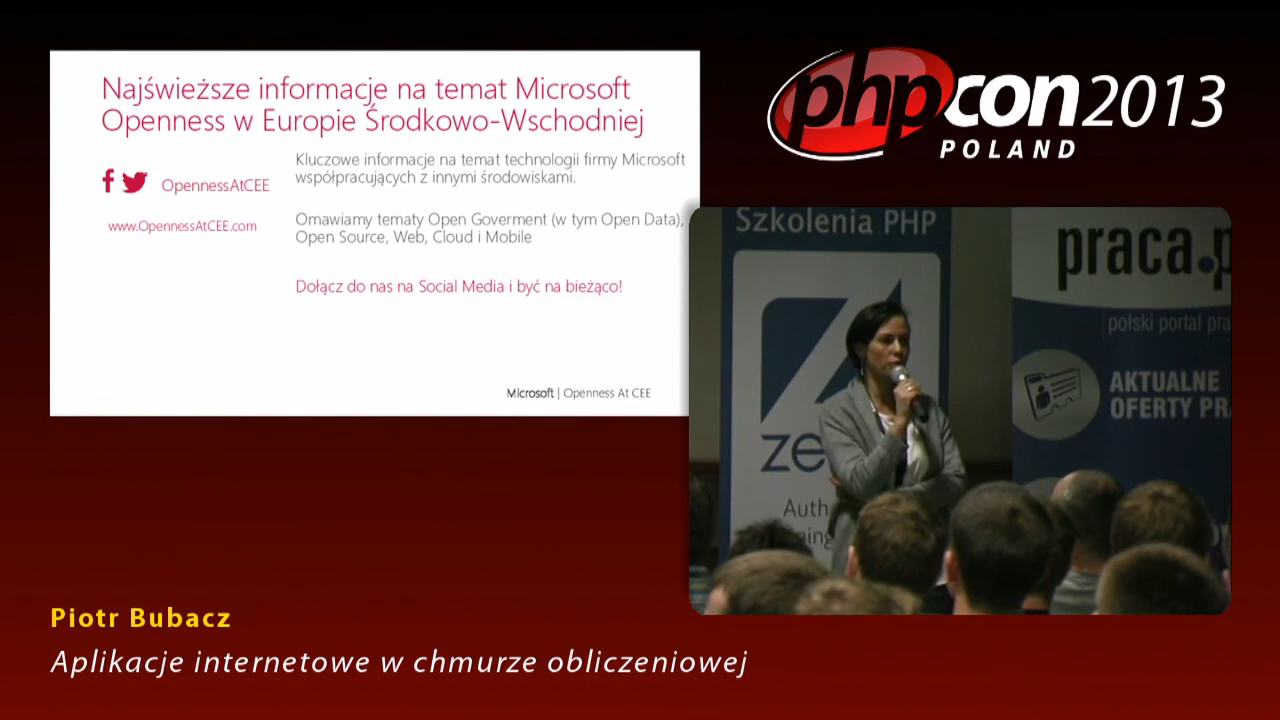 Najświeższe informacje na temat Microsoft
Openness w Europie Środkowo-Wschodniej
OpennessAtCEE
www.OpennessAtCEE.com
Kluczowe informacje na temat technologii firmy Microsoft
współpracujących z innymi środowiskami.
Omawiamy tematy Open Goverment (w tym Open Data),
Open Source, Web, Cloud i Mobile
Dołącz do nas na Social Media i być na bieżąco!
Microsoft | Openness At CEE
phpcon2013
POLAND
Szkolenia PHP
praca.p
polski portal pra
AKTUALNE
OFERTY PR
ze
Auth
Piotr Bubacz
Aplikacje internetowe w chmurze obliczeniowej